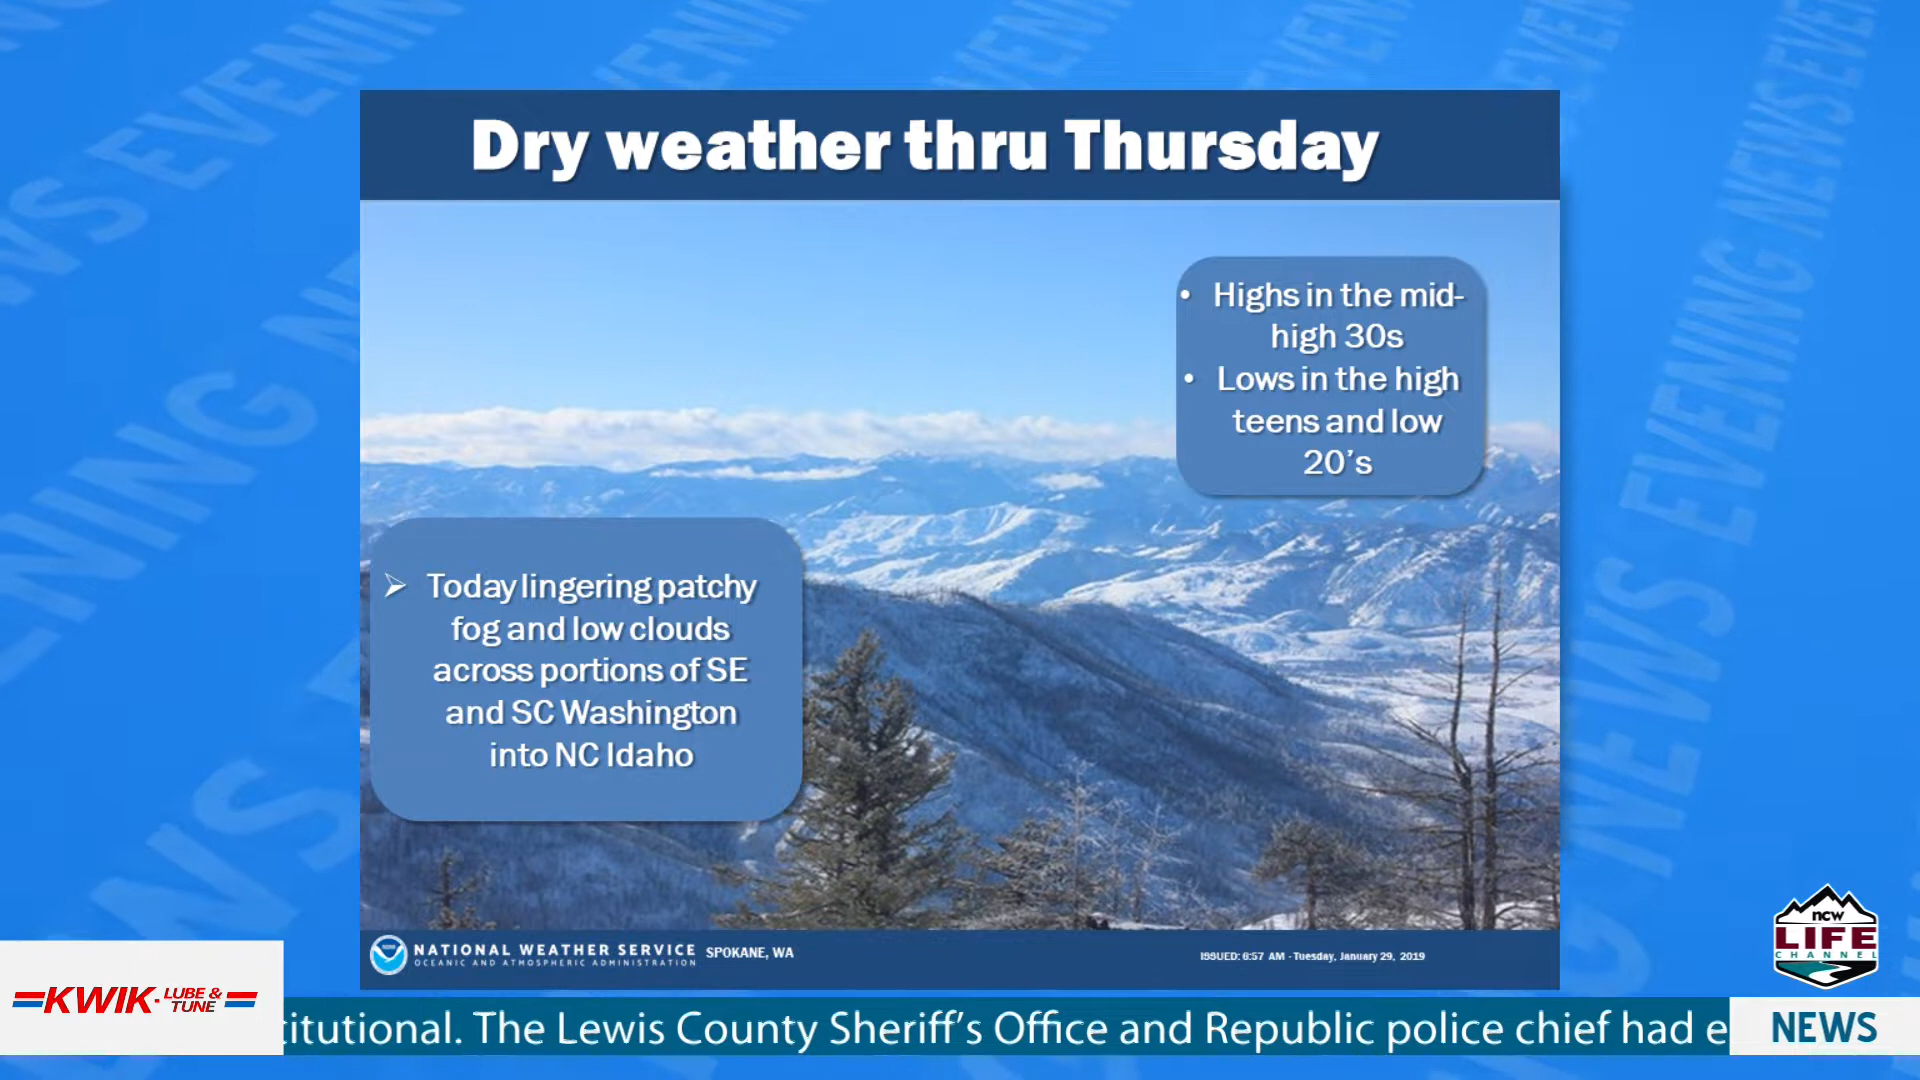 Dry weather thru Thursday
• Highs in the mid-
high 30s
• Lows in the high
teens and low
20's
➢ Today lingering patchy
fog and low clouds
across portions of SE
and SC Washington
into NC Idaho
NATIONAL WEATHER SERVICE SPOKANE, WA
OCEANIC AND ATMOSPHERIC ADMINISTRATION
ISSUED: 6:57 AM - Tuesday, January 29, 2019
ncw
LIFE
CHANNEL
KWIK LUBE &
TUNE
titutional. The Lewis County Sheriff's Office and Republic police chief had e
NEWS
EVENING NEWS